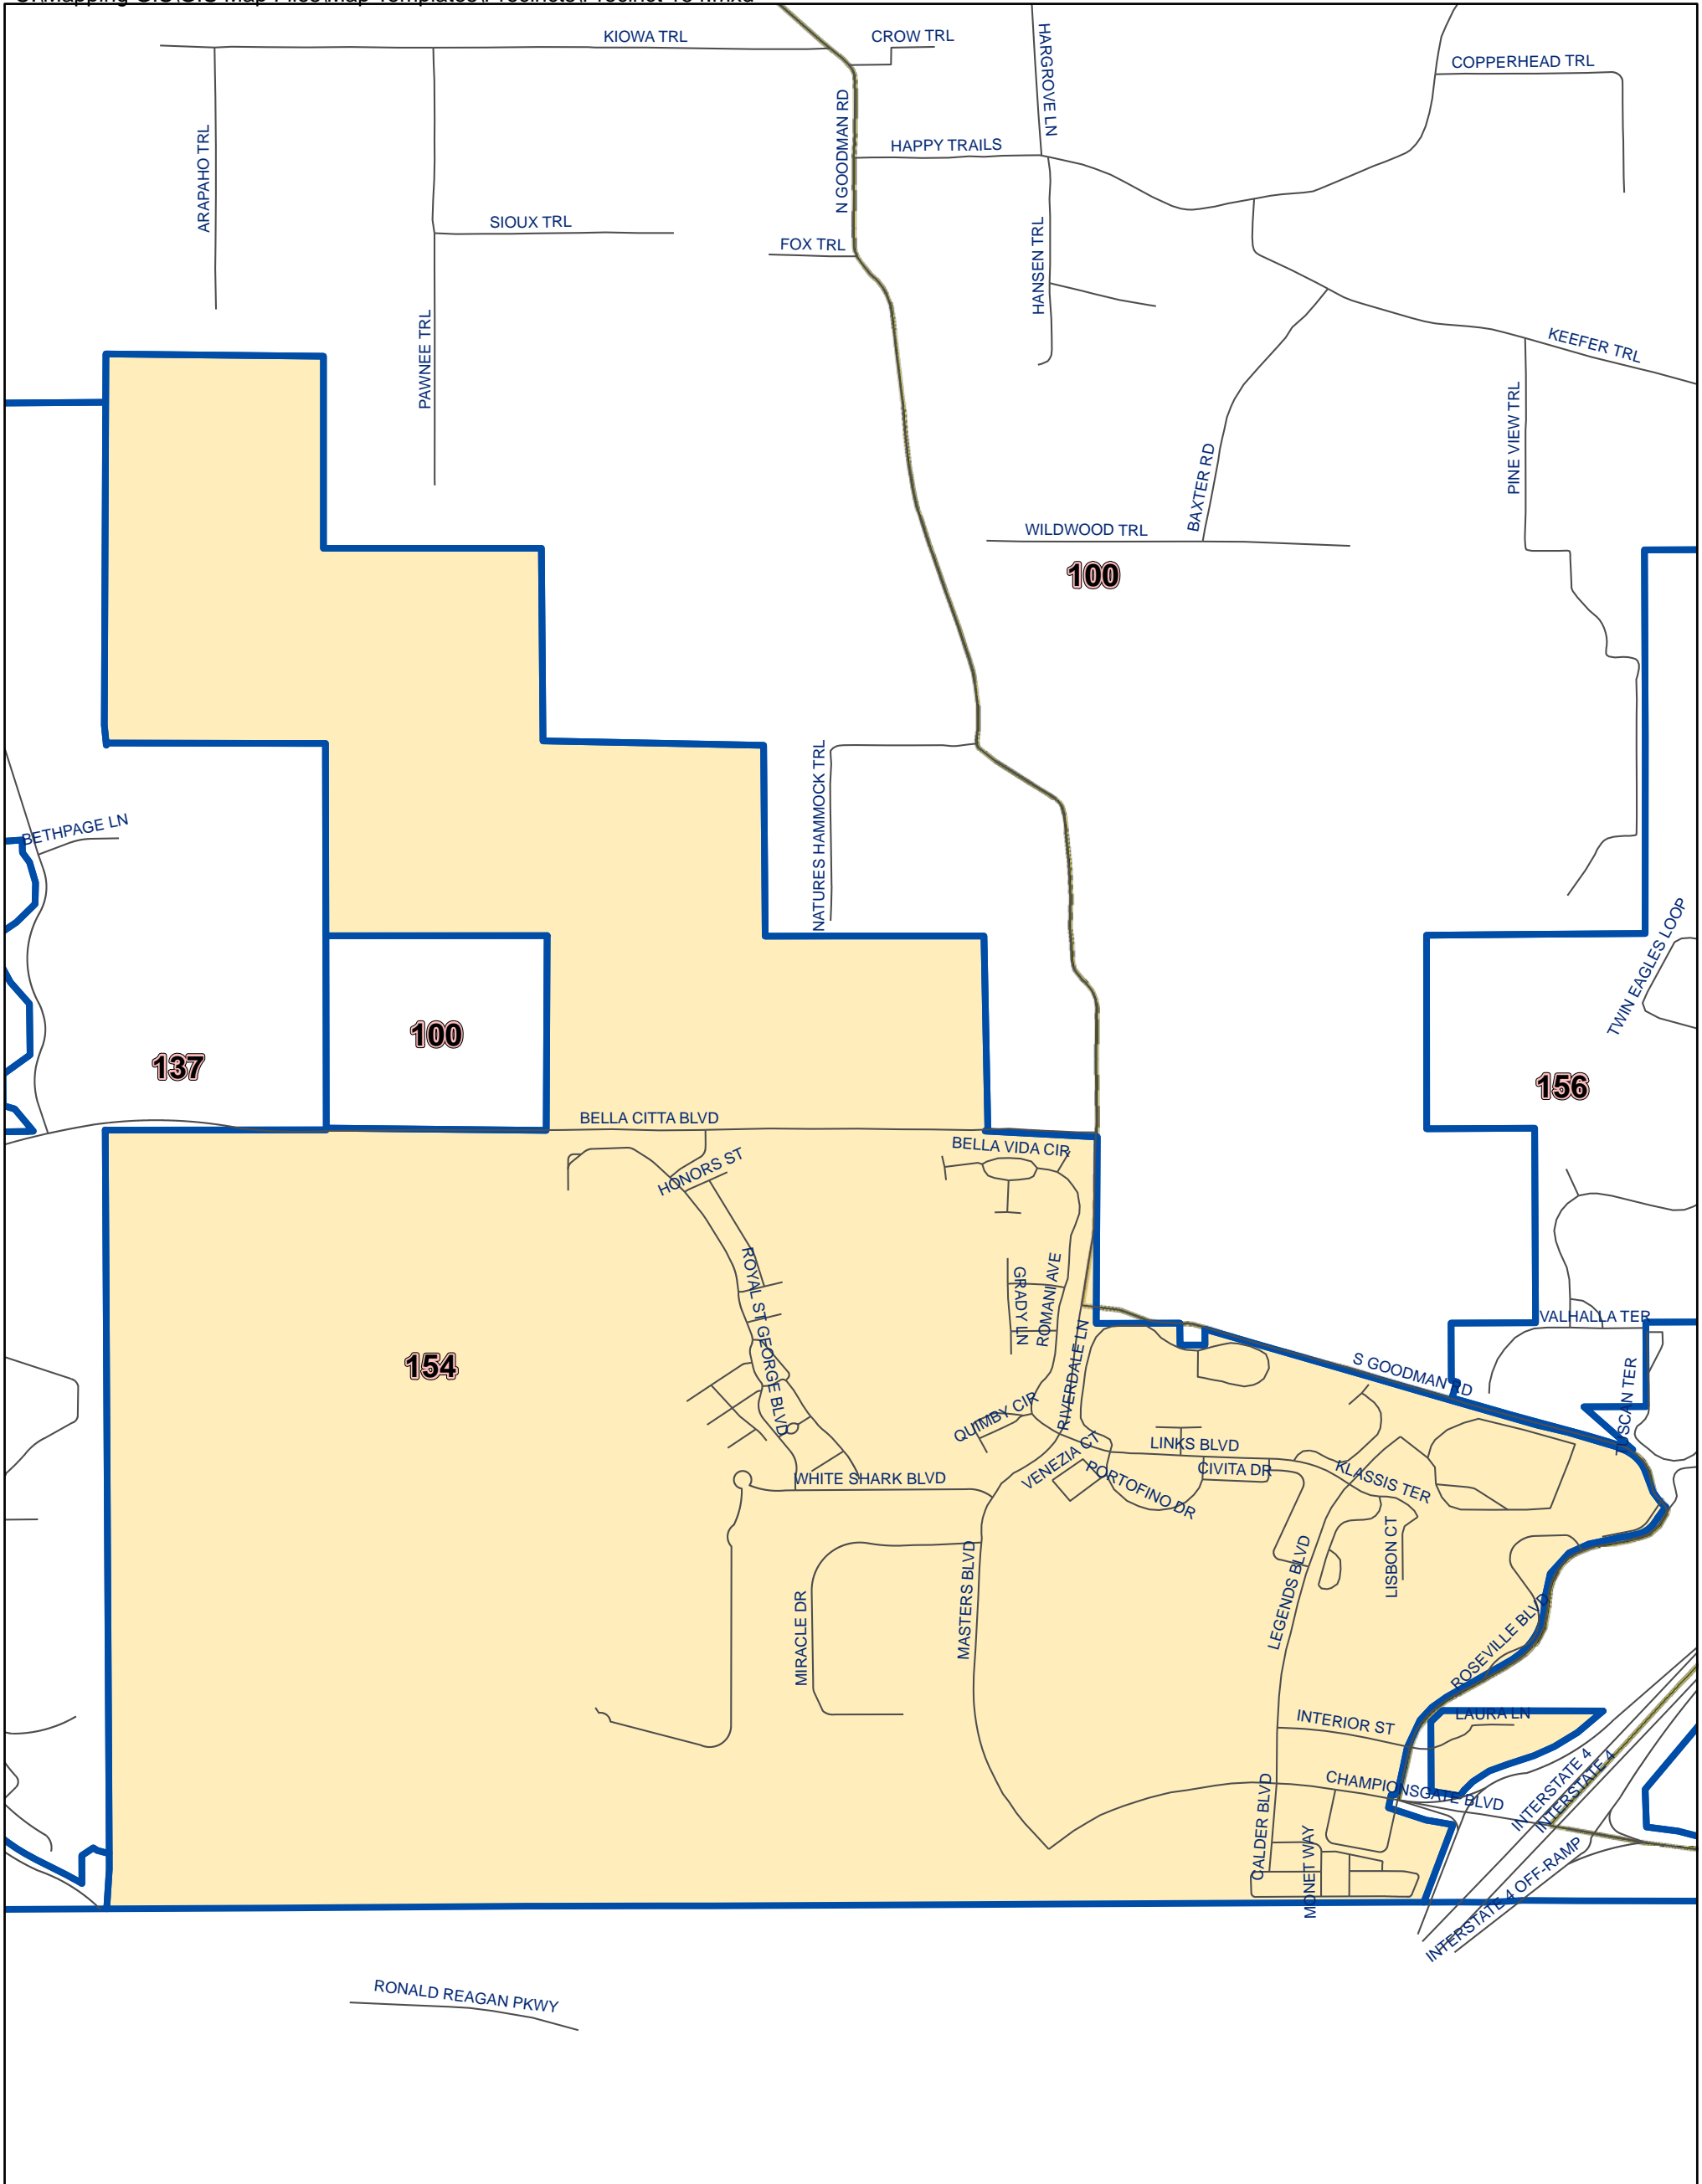 KIOWA TRL
CROW TRL
HARGROVE LN
COPPERHEAD TRL
ARAPAHO TRL
N GOODMAN RD
HAPPY TRAILS
SIOUX TRL
FOX TRL
HANSEN TRL
PAWNEE TRL
KEEFER TRL
PINE VIEW TRL
BAXTER RD
WILDWOOD TRL
100
NATURES HAMMOCK TRL
BETHPAGE LN
TWIN EAGLES LOOP
100
137
156
BELLA CITTA BLVD
BELLA VIDA CIR
HONORS ST
ROYAL ST GEORGE BLVD
GRADY LN
ROMANI AVE
RIVERDALE LN
VALHALLA TER
154
S GOODMAN RD
TUSCAN TER
QUIMBY CIR
VENEZIA CT
LINKS BLVD
CIVITA DR
PORTOFINO DR
KLASSIS TER
WHITE SHARK BLVD
LISBON CT
MASTERS BLVD
LEGENDS BLVD
MIRACLE DR
ROSEVILLE BLVD
LAURA LN
INTERIOR ST
CHAMPIONSGATE BLVD
INTERSTATE 4
INTERSTATE 4
CALDER BLVD
MONET WAY
INTERSTATE 4 OFF-RAMP
RONALD REAGAN PKWY